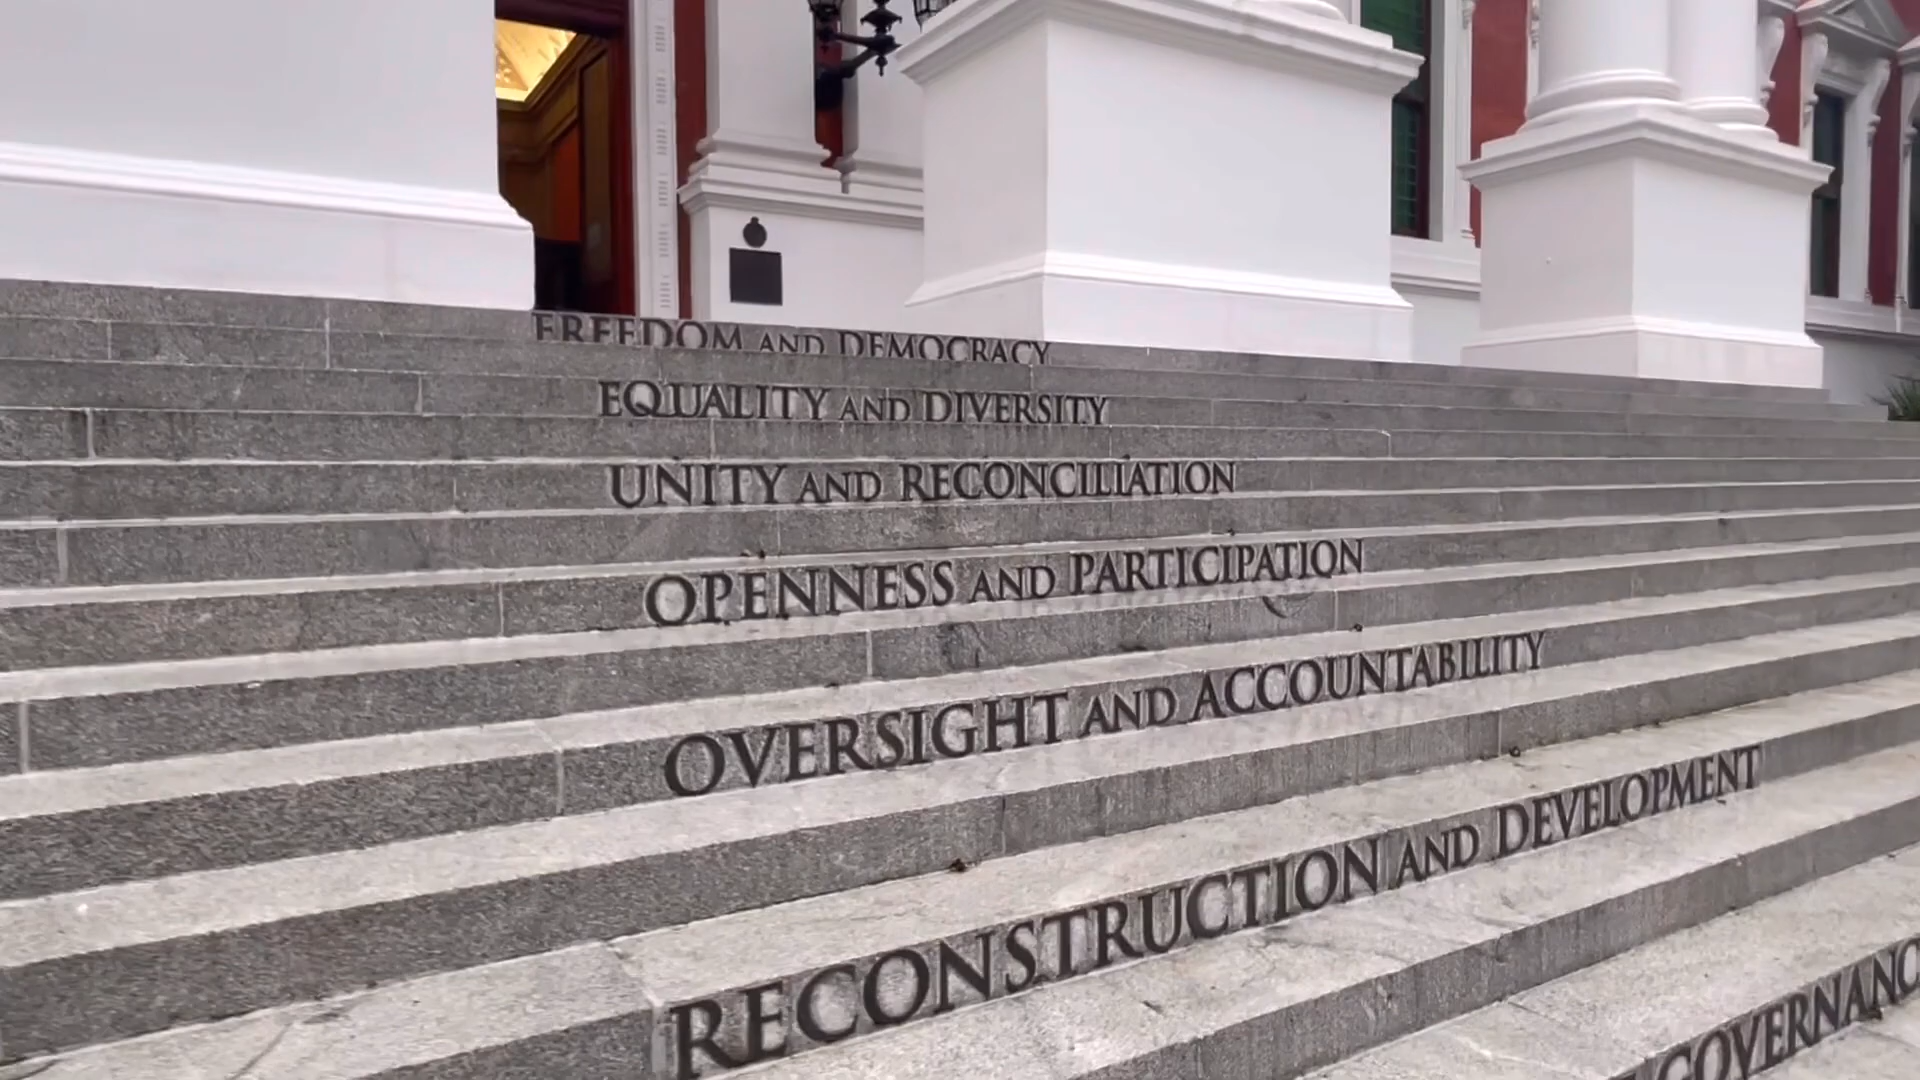 FREEDOM AND DEMOCRACY
EQUALITY AND DIVERSITY
UNITY AND RECONCILIATION
OPENNESS AND PARTICIPATION
OVERSIGHT AND ACCOUNTABILITY
RECONSTRUCTION AND DEVELOPMENT